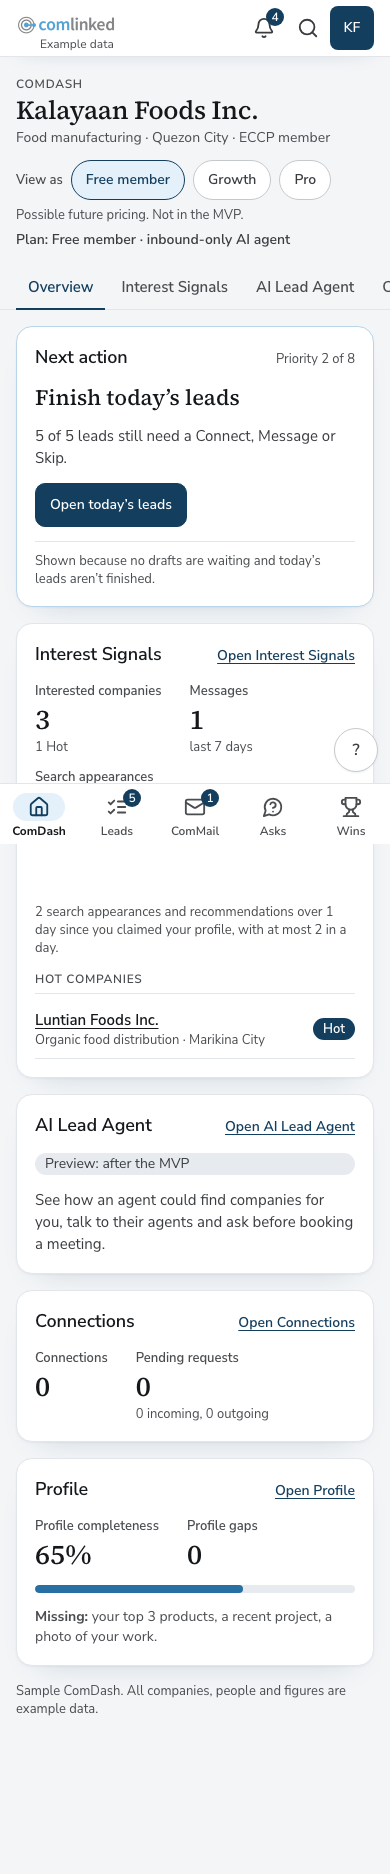 comlinked
Example data
4
KF
COMDASH
Kalayaan Foods Inc.
Food manufacturing · Quezon City · ECCP member
View as
Free member
Growth
Pro
Possible future pricing. Not in the MVP.
Plan: Free member · inbound-only AI agent
Overview
Interest Signals
AI Lead Agent
Next action
Priority 2 of 8
Finish today’s leads
5 of 5 leads still need a Connect, Message or
Skip.
Open today’s leads
Shown because no drafts are waiting and today’s
leads aren’t finished.
Interest Signals
Open Interest Signals
Interested companies
Messages
3
1
1 Hot
last 7 days
?
Search appearances
5
1
ComDash
Leads
ComMail
Asks
Wins
2 search appearances and recommendations over 1
day since you claimed your profile, with at most 2 in a
day.
HOT COMPANIES
Luntian Foods Inc.
Organic food distribution · Marikina City
Hot
AI Lead Agent
Open AI Lead Agent
Preview: after the MVP
See how an agent could find companies for
you, talk to their agents and ask before booking
a meeting.
Connections
Open Connections
Connections
Pending requests
0
0
0 incoming, 0 outgoing
Profile
Open Profile
Profile completeness
Profile gaps
65%
0
Missing: your top 3 products, a recent project, a
photo of your work.
Sample ComDash. All companies, people and figures are
example data.